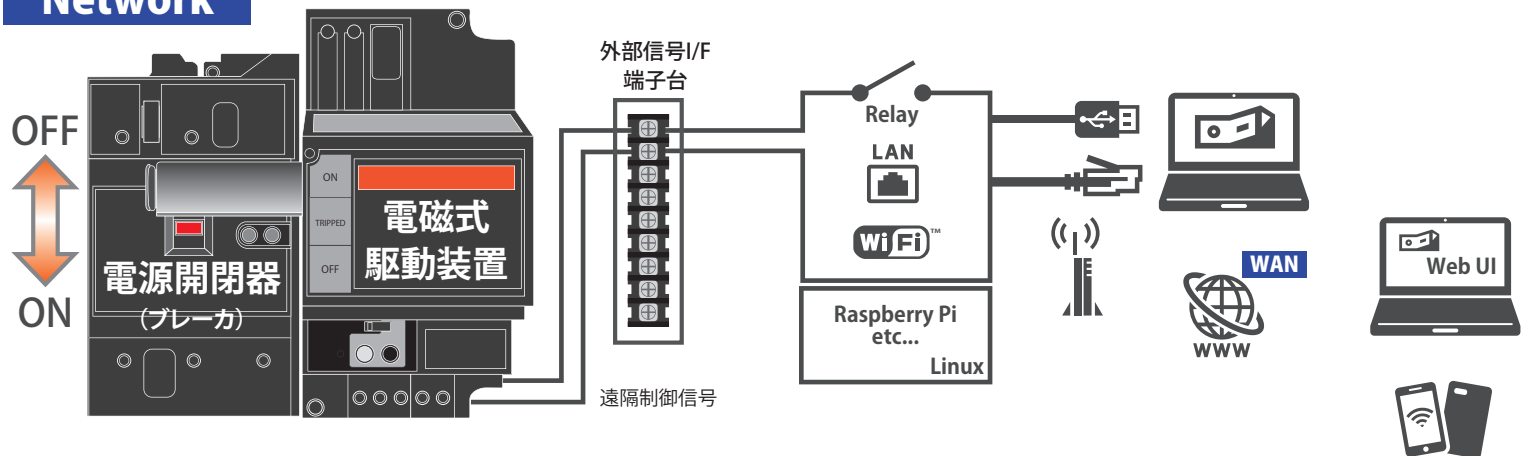 Network
OFF
ON
電源開閉器
（ブレーカ）
ON
TRIPPED
OFF
電磁式
駆動装置
外部信号I/F
端子台
遠隔制御信号
Relay
LAN
Wi Fi™
Raspberry Pi
etc...
Linux
WAN
WWW
Web UI